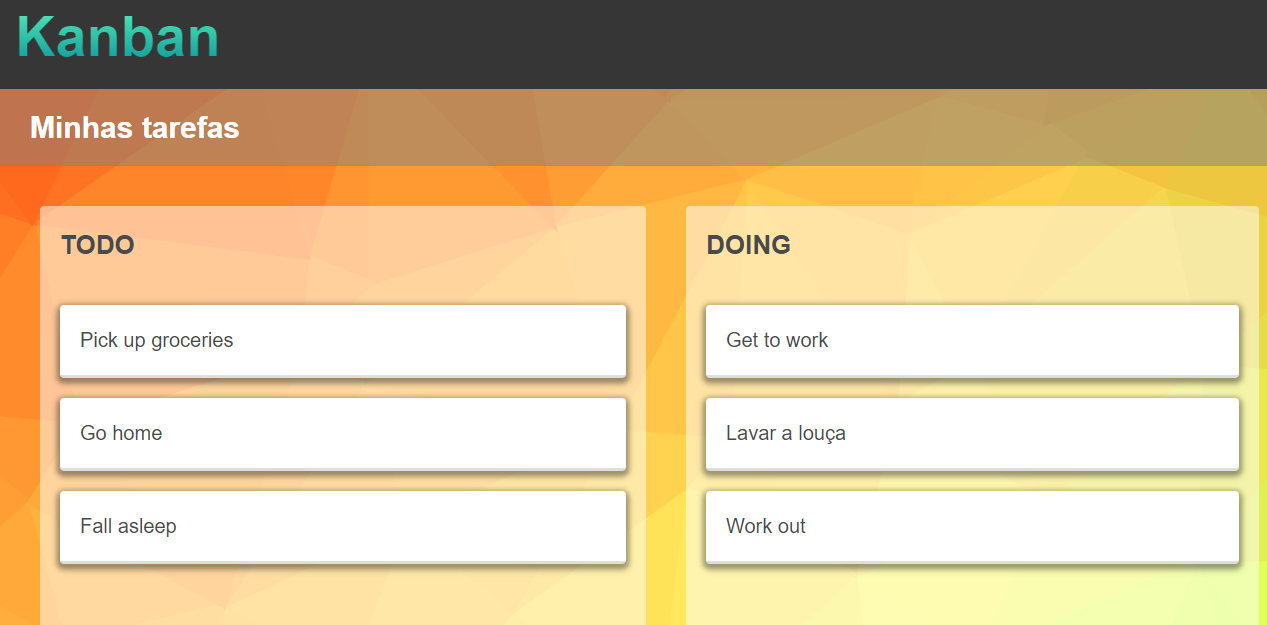 Kanban
Minhas tarefas
TODO
Pick up groceries
Go home
Fall asleep
DOING
Get to work
Lavar a louça
Work out